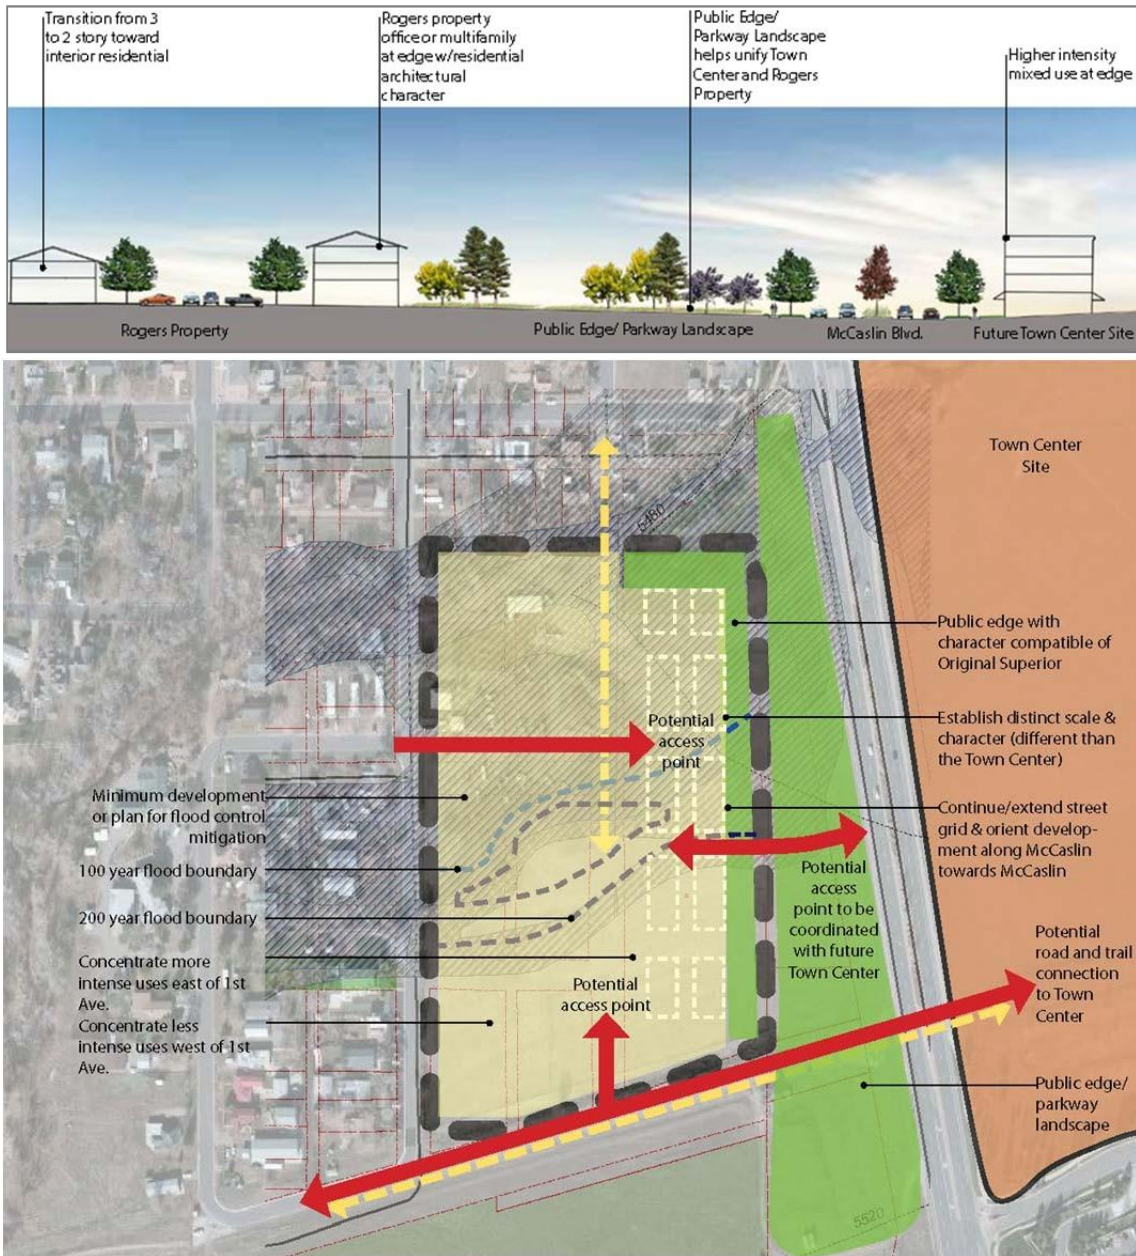 Transition from 3
to 2 story toward
interior residential
Rogers property
office or multifamily
at edge w/residential
architectural
character
Public Edge/
Parkway Landscape
helps unify Town
Center and Rogers
Property
Higher intensity
mixed use at edge
Rogers Property
Public Edge/ Parkway Landscape
McCaslin Blvd.
Future Town Center Site
Town Center
Site
5480
Public edge with
character compatible of
Original Superior
Potential
access
point
Establish distinct scale &
character (different than
the Town Center)
Minimum development
or plan for flood control
mitigation
Continue/extend street
grid & orient develop-
ment along McCaslin
towards McCaslin
100 year flood boundary
Potential
access
point to be
coordinated
with future
Town Center
200 year flood boundary
Potential
road and trail
connection
to Town
Center
Concentrate more
intense uses east of 1st
Ave.
Potential
access point
Concentrate less
intense uses west of 1st
Ave.
Public edge/
parkway
landscape
5520